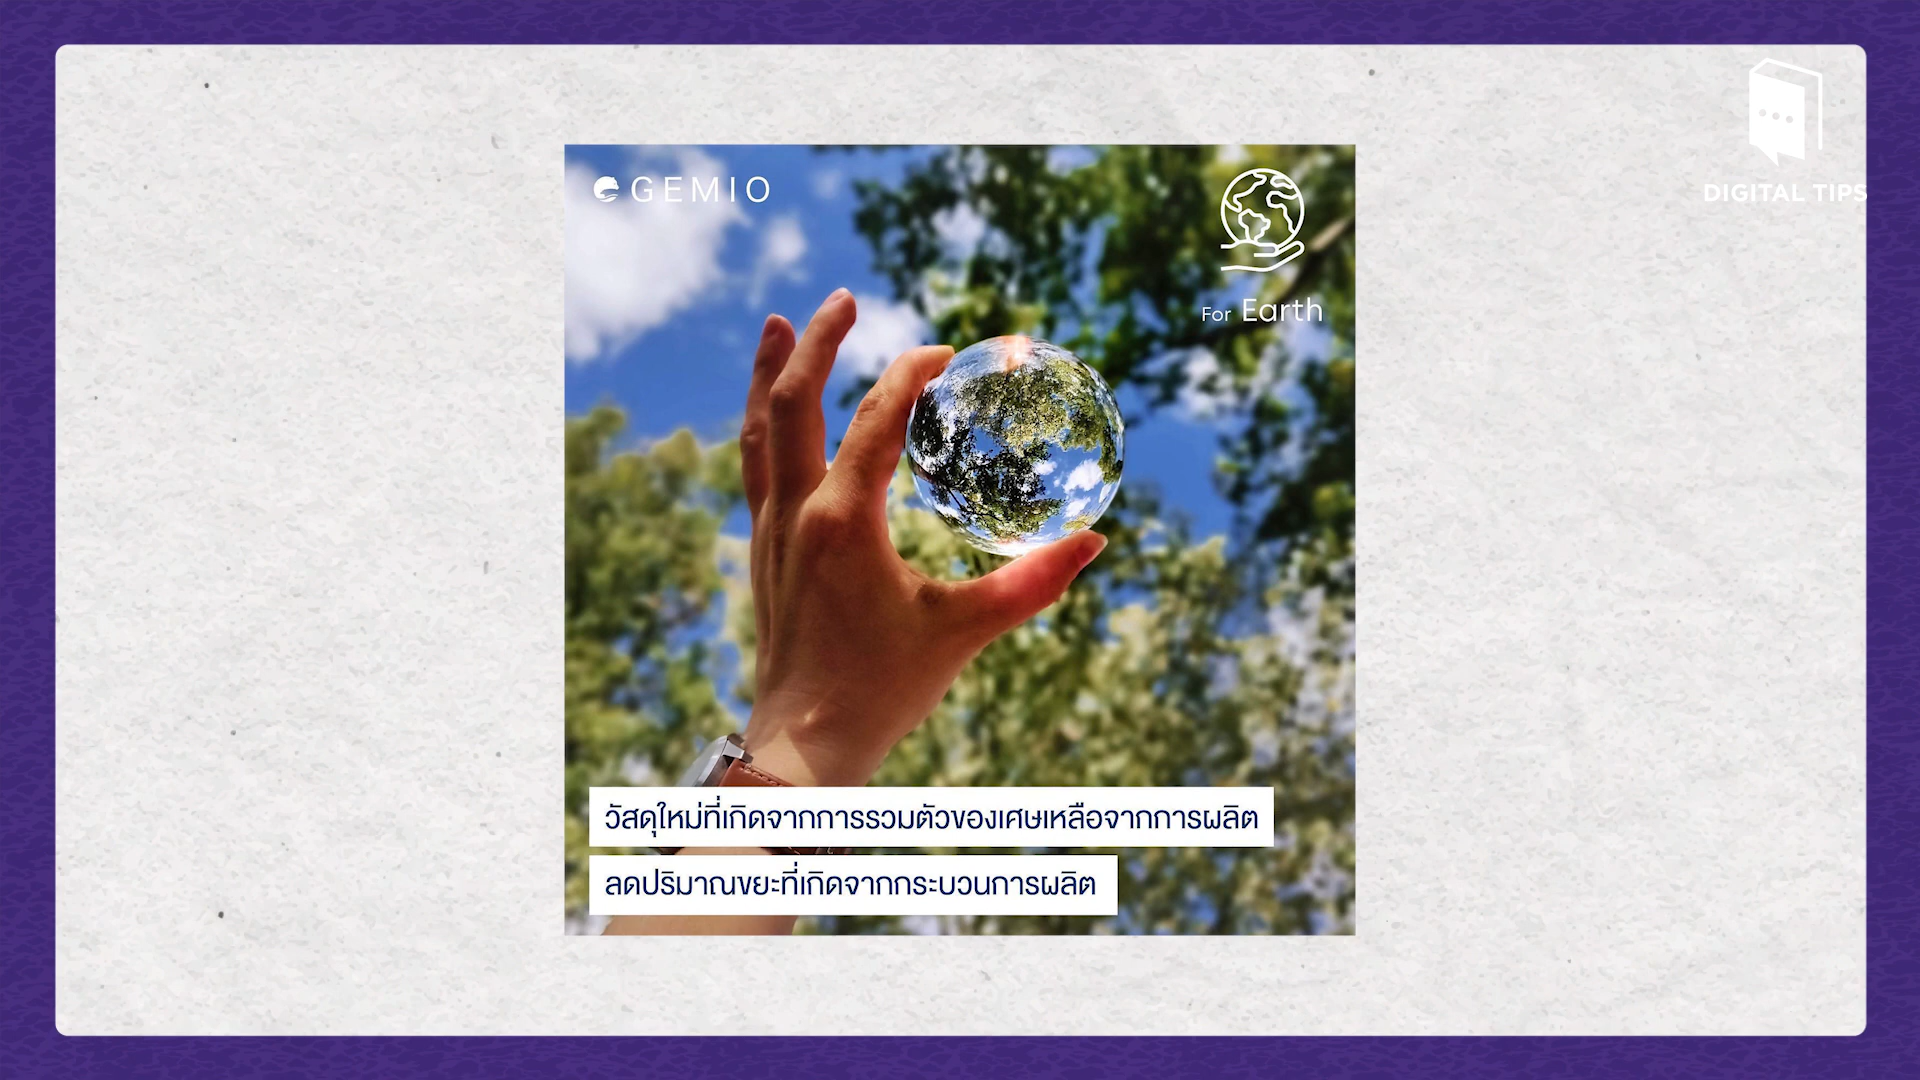 GEMIO
For Earth
DIGITAL TIPS
วัสดุใหม่ที่เกิดจากการรวมตัวของเศษเหลือจากการผลิต
ลดปริมาณขยะที่เกิดจากกระบวนการผลิต